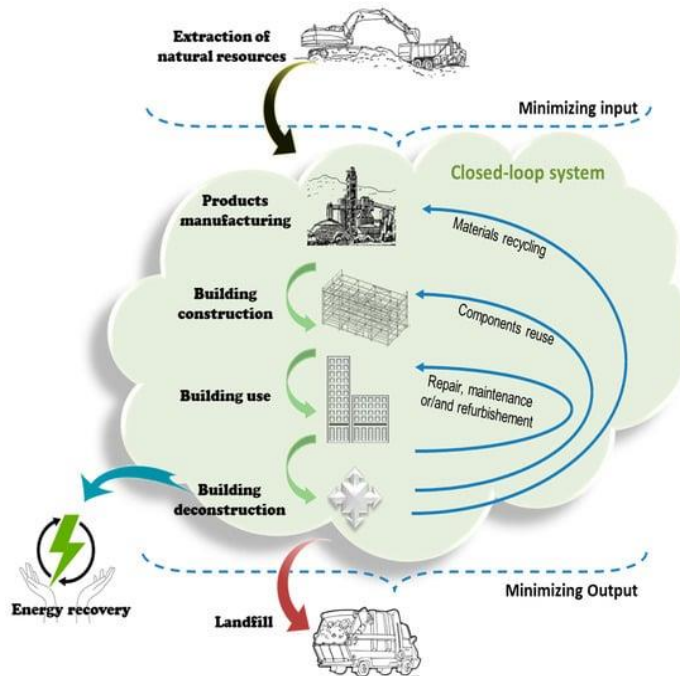 Extraction of
natural resources
Minimizing input
Closed-loop system
Products
manufacturing
Materials recycling
Building
construction
Components reuse
Building use
Repair, maintenance
or/and refurbishement
Building
deconstruction
Energy recovery
Minimizing Output
Landfill